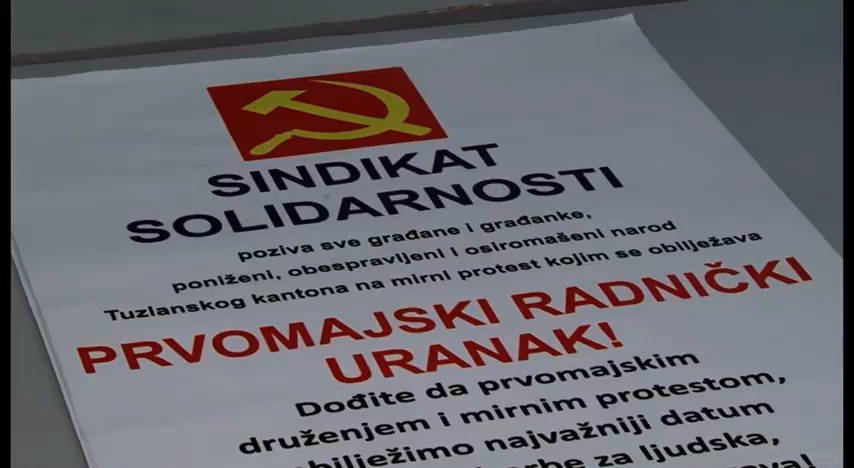 SINDIKAT
SOLIDARNOSTI
poziva sve građane i građanke,
poniženi, obespravljeni i osiromašeni narod
Tuzlanskog kantona na mirni protest kojim se obilježava
PRVOMAJSKI RADNIČKI
URANAK!
Dođite da prvomajskim
druženjem i mirnim protestom,
obilježimo najvažniji datum
za ljudska,